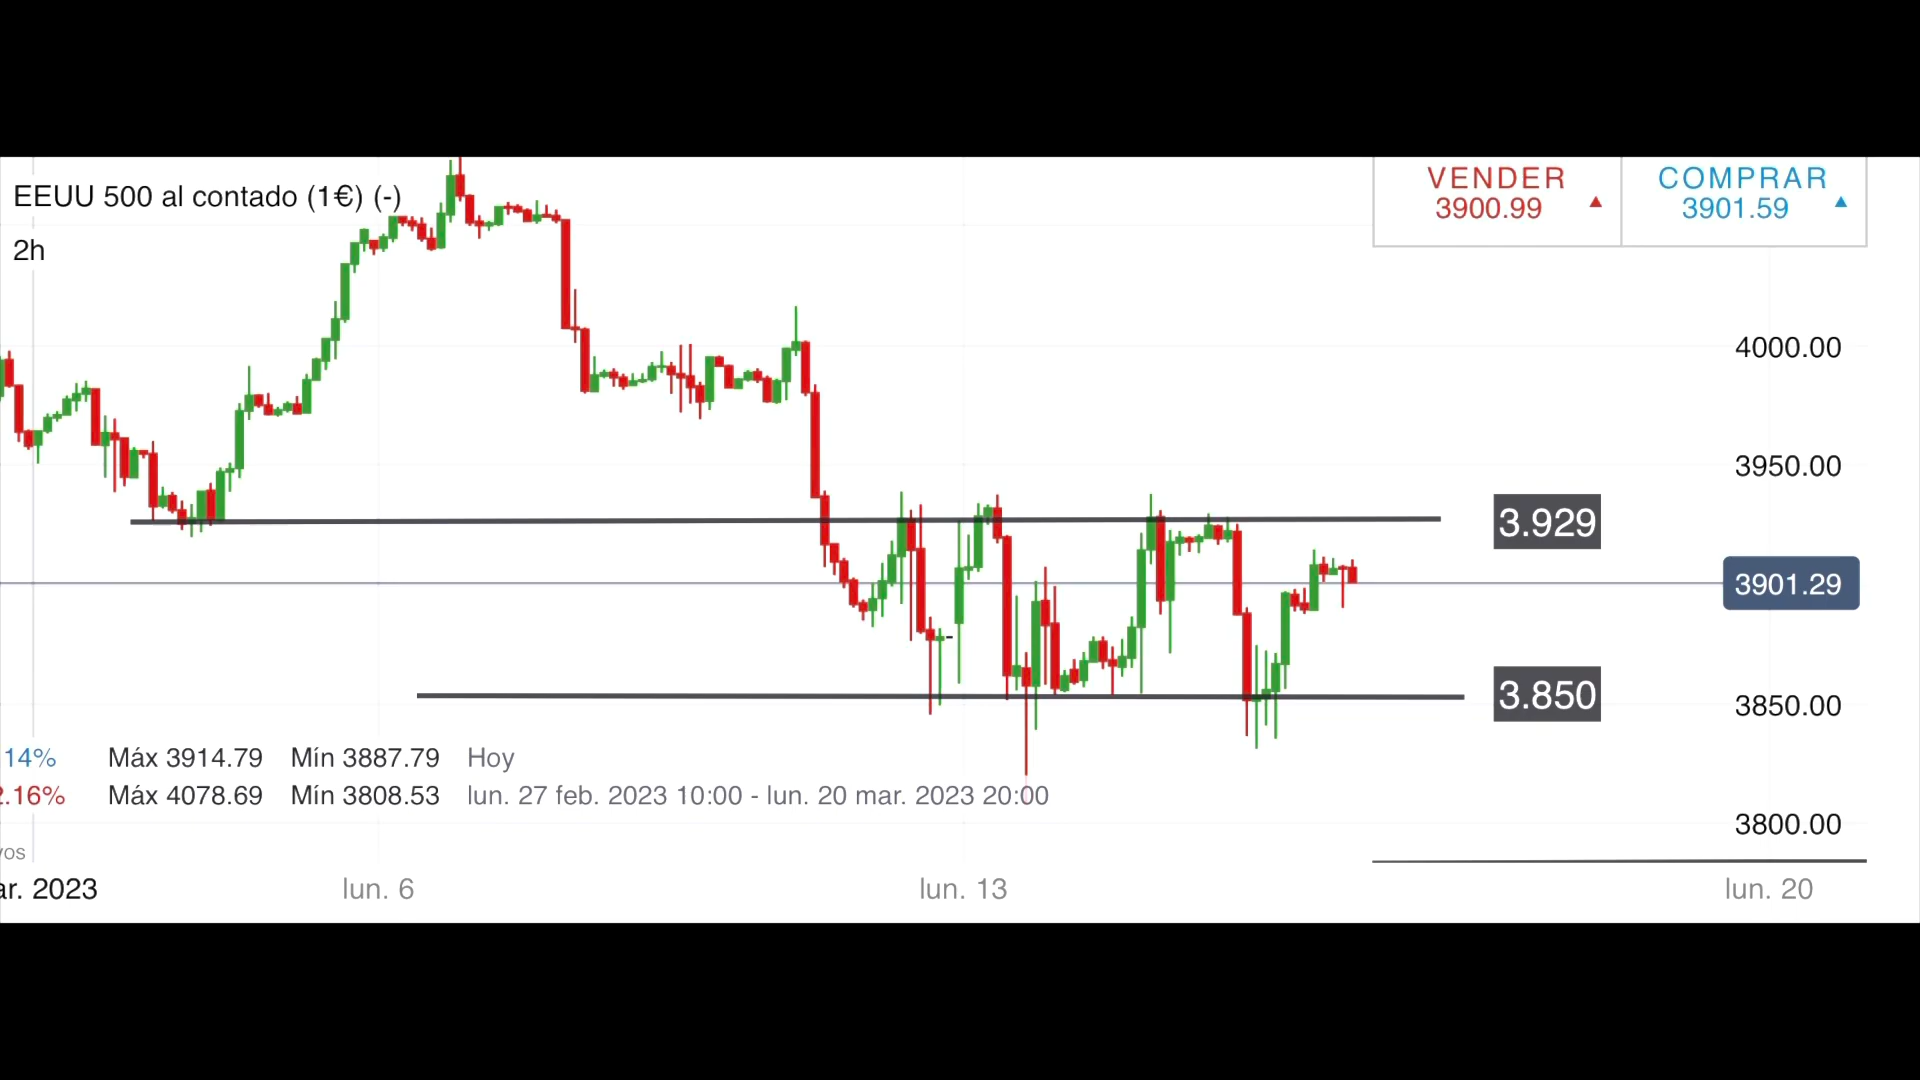 EEUU 500 al contado (1€) (-)
2h
VENDER
3900.99
COMPRAR
3901.59
4000.00
3950.00
3.929
3901.29
3.850
3850.00
3800.00
14% Máx 3914.79 Mín 3887.79 Hoy
2.16% Máx 4078.69 Mín 3808.53 lun. 27 feb. 2023 10:00 - lun. 20 mar. 2023 20:00
vos
ar. 2023 lun. 6 lun. 13 lun. 20